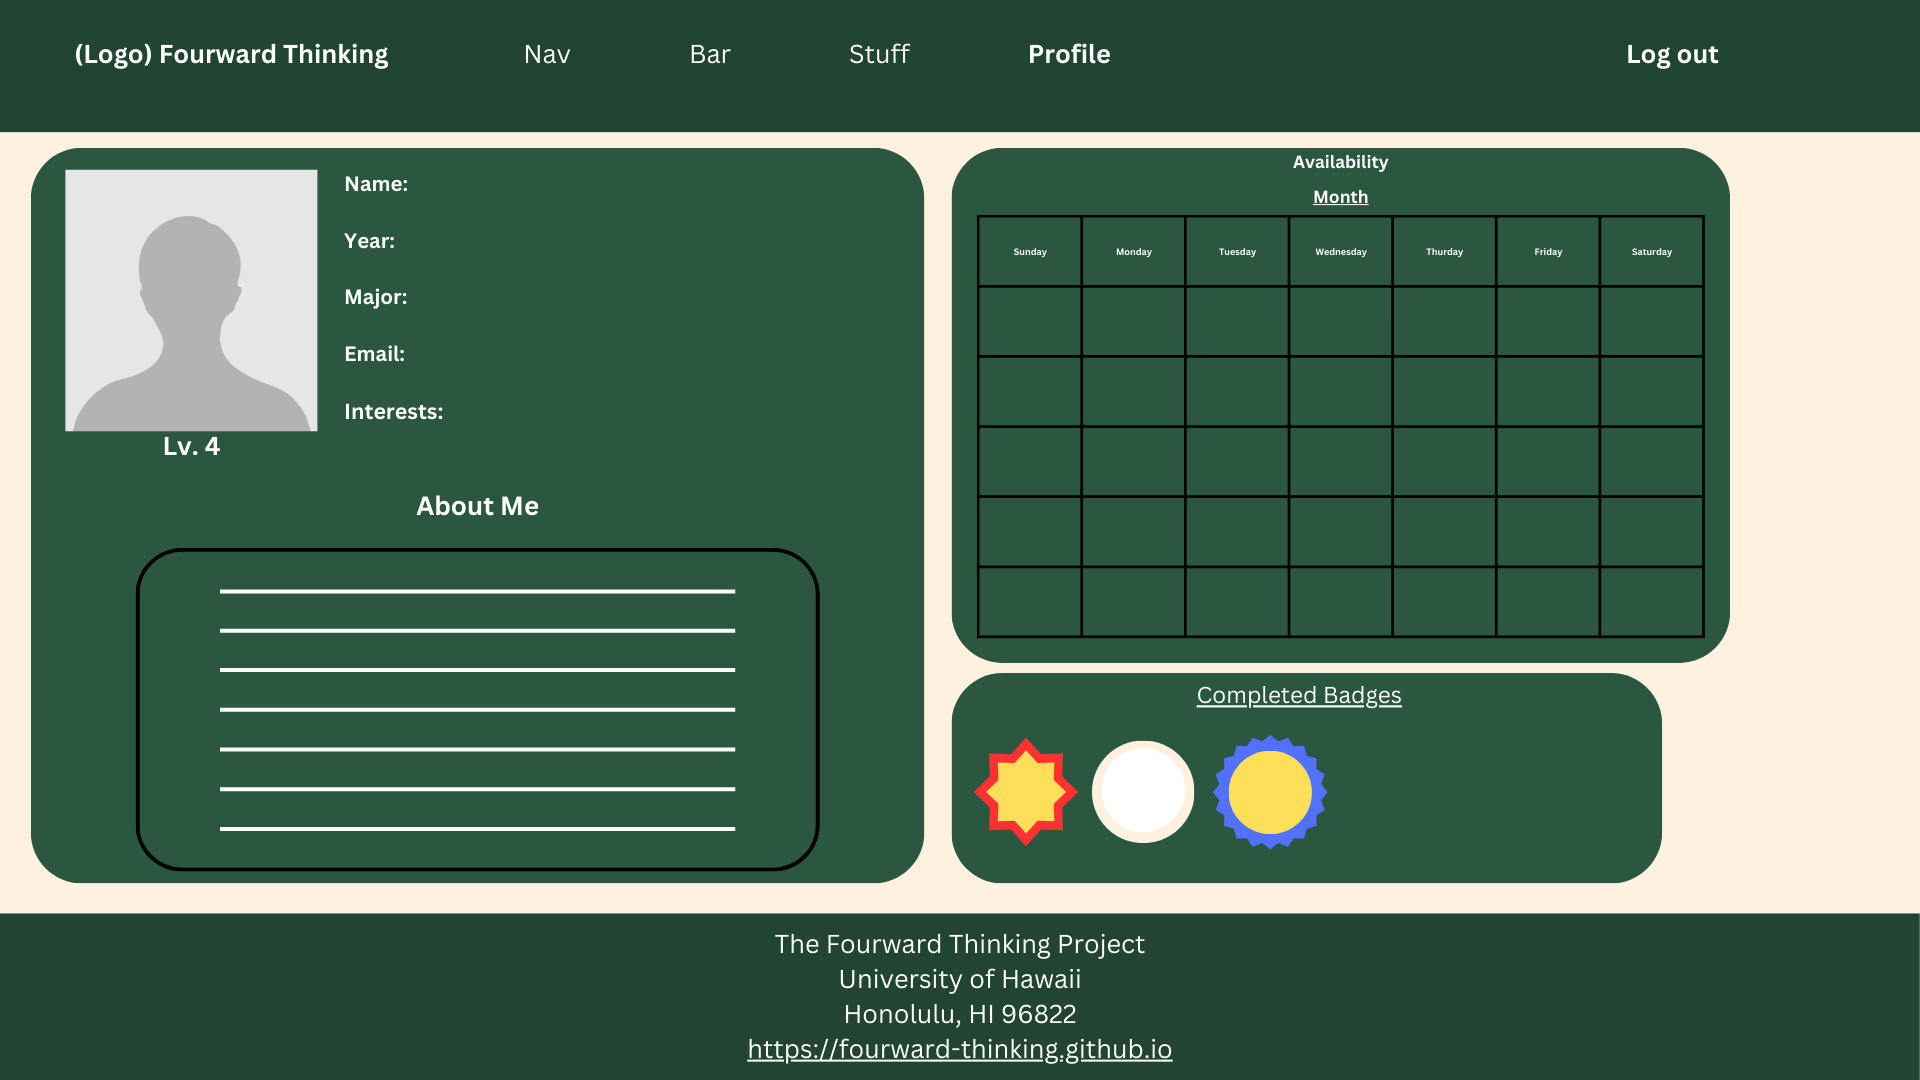 (Logo) Fourward Thinking Nav Bar Stuff Profile Log out
Name:
Year:
Major:
Email:
Interests:
Lv. 4
About Me
Availability
Month
Sunday Monday Tuesday Wednesday Thurday Friday Saturday
Completed Badges
The Fourward Thinking Project
University of Hawaii
Honolulu, HI 96822
https://fourward-thinking.github.io